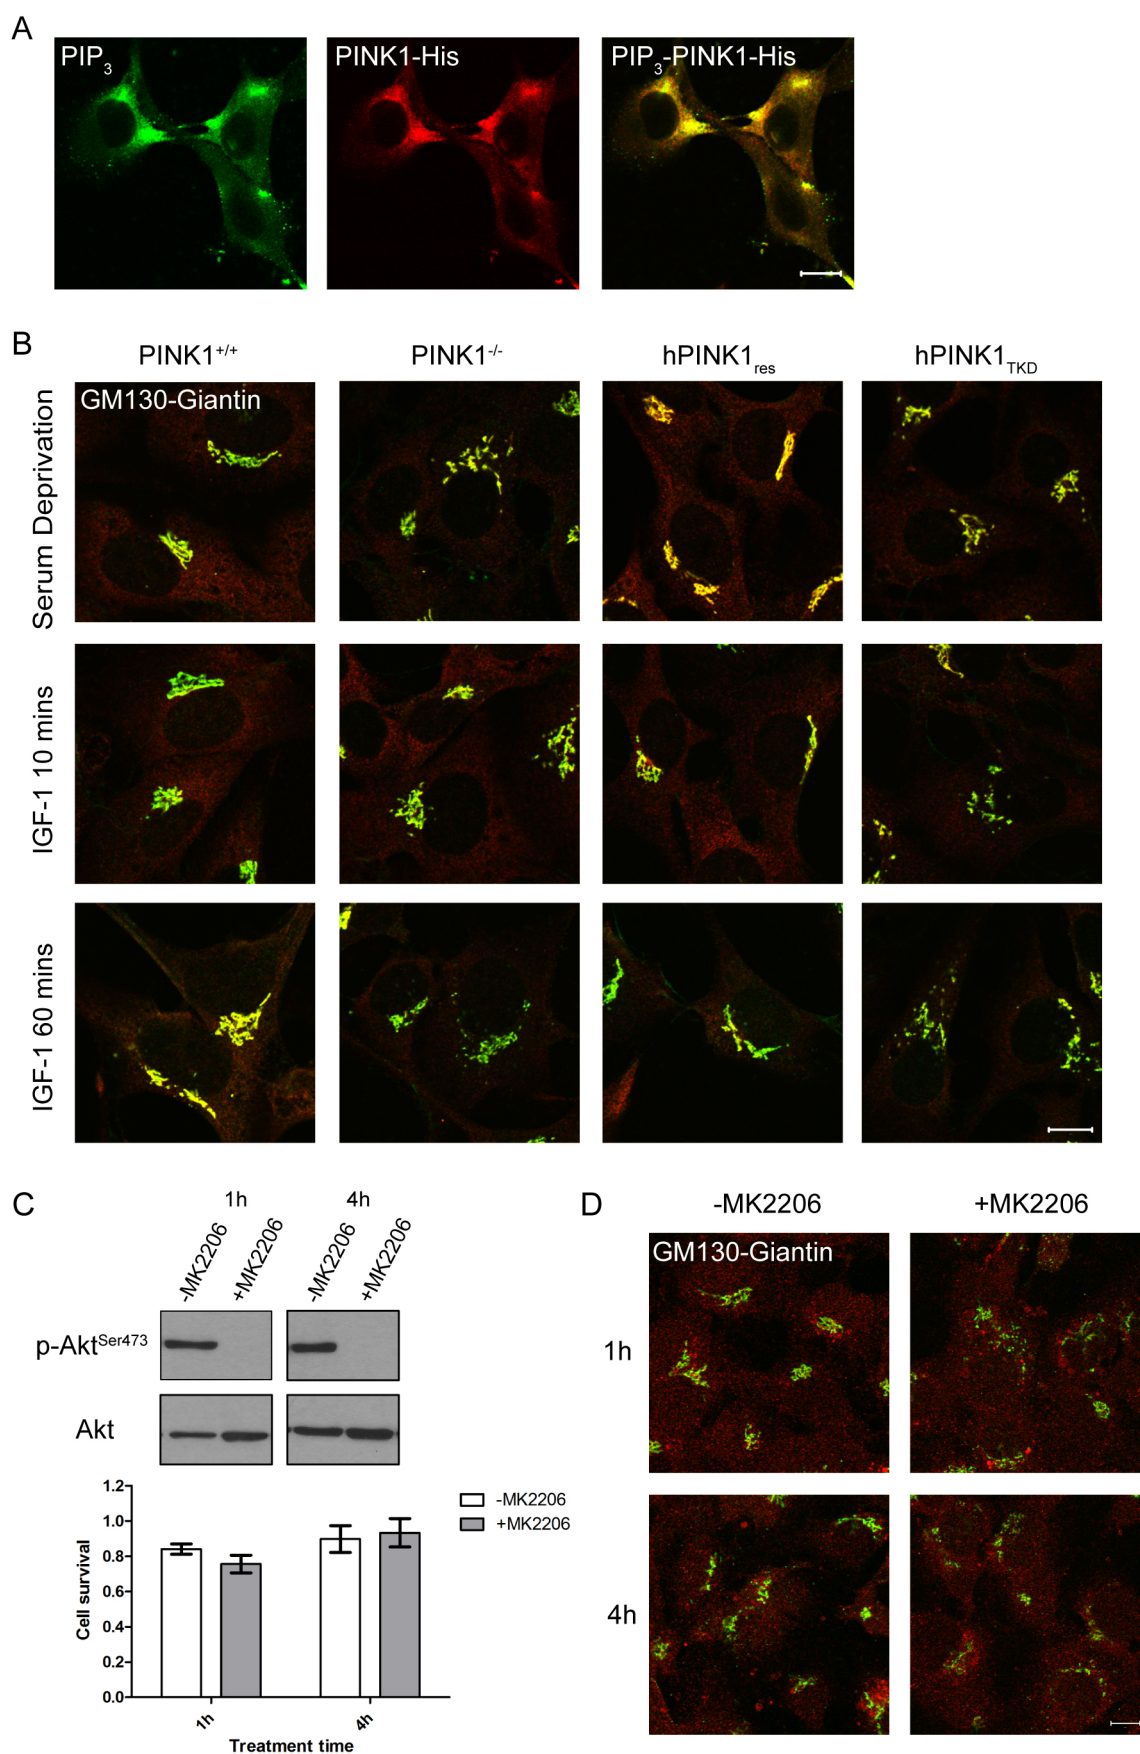 A
PIP3
PINK1-His
PIP3-PINK1-His
B
PINK1+/+
PINK1-/-
hPINK1res
hPINK1TKD
GM130-Giantin
Serum Deprivation
IGF-1 10 mins
IGF-1 60 mins
C
1h
4h
-MK2206
+MK2206
-MK2206
+MK2206
p-AktSer473
Akt
1.2
1.0
0.8
0.6
0.4
0.2
0.0
Cell survival
-MK2206
+MK2206
1h
4h
Treatment time
D
-MK2206
+MK2206
GM130-Giantin
1h
4h